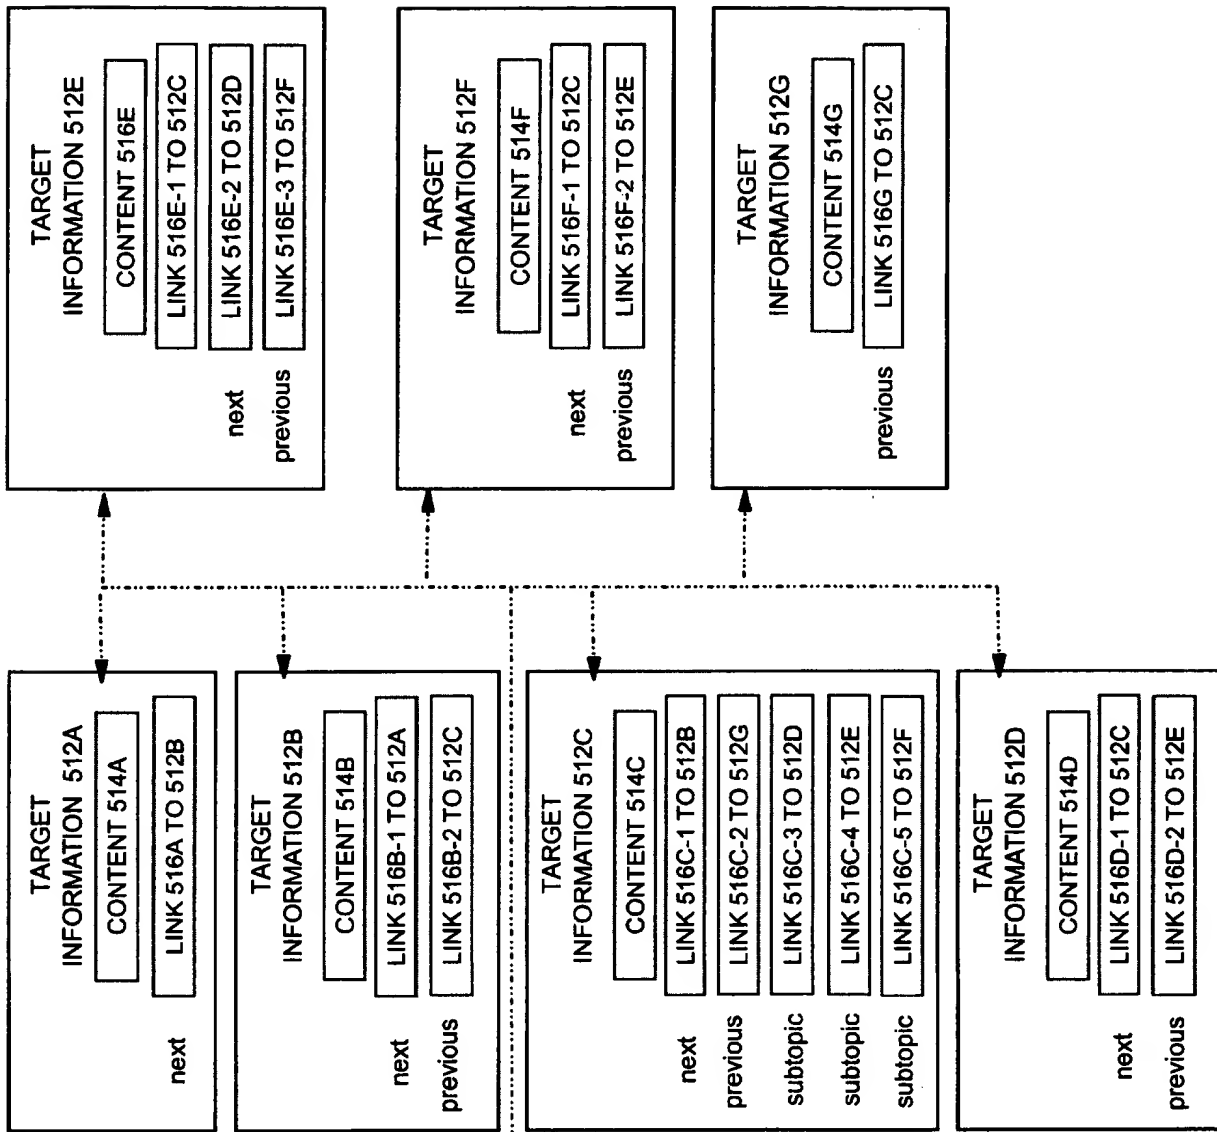 TARGET
INFORMATION 512A
CONTENT 514A
next LINK 516A TO 512B
TARGET
INFORMATION 512B
CONTENT 514B
next LINK 516B-1 TO 512A
previous LINK 516B-2 TO 512C
TARGET
INFORMATION 512C
CONTENT 514C
next LINK 516C-1 TO 512B
previous LINK 516C-2 TO 512G
subtopic LINK 516C-3 TO 512D
subtopic LINK 516C-4 TO 512E
subtopic LINK 516C-5 TO 512F
TARGET
INFORMATION 512D
CONTENT 514D
next LINK 516D-1 TO 512C
previous LINK 516D-2 TO 512E
TARGET
INFORMATION 512E
CONTENT 516E
LINK 516E-1 TO 512C
next LINK 516E-2 TO 512D
previous LINK 516E-3 TO 512F
TARGET
INFORMATION 512F
CONTENT 514F
next LINK 516F-1 TO 512C
previous LINK 516F-2 TO 512E
TARGET
INFORMATION 512G
CONTENT 514G
previous LINK 516G TO 512C